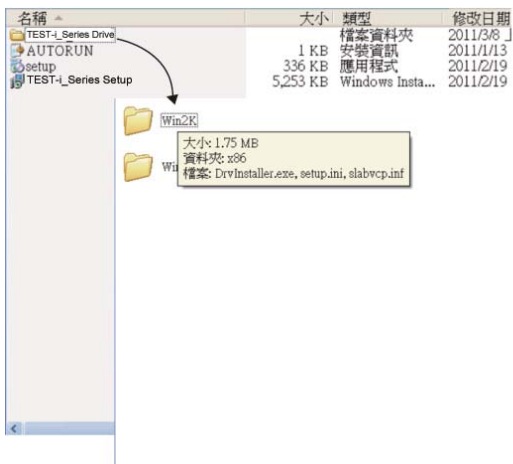 名稱 大小 類型 修改日期
TEST-i_Series Drive 檔案資料夾 2011/3/8
AUTORUN 1 KB 安裝資訊 2011/1/13
setup 336 KB 應用程式 2011/2/19
TEST-i_Series Setup 5,253 KB Windows Insta... 2011/2/19
Win2K
大小: 1.75 MB
資料夾: x86
Wi
檔案: DrvInstaller.exe, setup.ini, slabvcp.inf